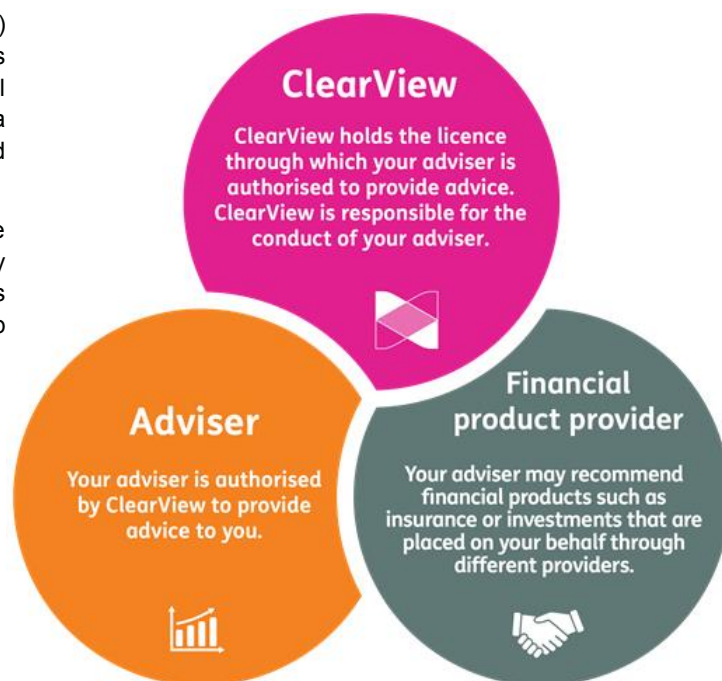 )
s
l
a
d
e
y
s
o
ClearView
ClearView holds the licence
through which your adviser is
authorised to provide advice.
ClearView is responsible for the
conduct of your adviser.
Adviser
Your adviser is authorised
by ClearView to provide
advice to you.
Financial
product provider
Your adviser may recommend
financial products such as
insurance or investments that are
placed on your behalf through
different providers.